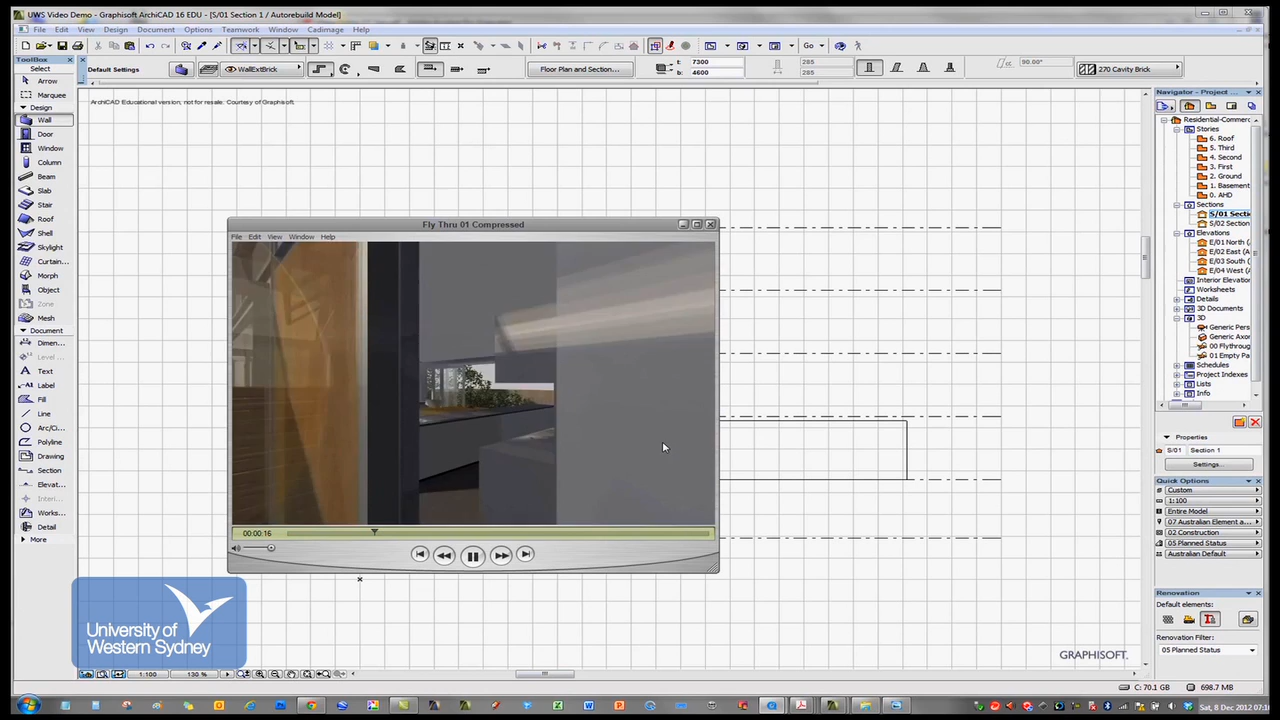 UWS Video Demo - Graphisoft ArchiCAD 16 EDU - [S/01 Section 1 / Autorebuild Model]
File Edit View Design Document Options Teamwork Window Cadimage Help
Go
ToolBox
Select
Arrow
Marquee
Design
Wall
Door
Window
Column
Beam
Slab
Stair
Roof
Shell
Skylight
Curtain...
Morph
Object
Zone
Mesh
Document
Dimen...
Level ...
Text
Label
Fill
Line
Arc/Ci...
Polyline
Drawing
Section
Elevat...
Interi...
Works...
Detail
More
Default Settings
WallExtBrick
Floor Plan and Section...
t: 7300
b: 4600
285
285
90.00°
270 Cavity Brick
ArchiCAD Educational version, not for resale. Courtesy of Graphisoft.
Fly Thru 01 Compressed
File Edit View Window Help
00:00:16
University of
Western Sydney
GRAPHISOFT.
1:100
130 %
Navigator - Project ...
Residential-Commerc
Stories
6. Roof
5. Third
4. Second
3. First
2. Ground
1. Basement
0. AHD
Sections
S/01 Secti
S/02 Section
Elevations
E/01 North (
E/02 East (A
E/03 South (
E/04 West (A
Interior Elevation
Worksheets
Details
3D Documents
3D
Generic Pers
Generic Axon
00 Flythroug
01 Empty Pa
Schedules
Project Indexes
Lists
Info
Properties
S/01 Section 1
Settings...
Quick Options
Custom
1:100
Entire Model
07 Australian Element a...
02 Construction
05 Planned Status
Australian Default
Renovation
Default elements:
Renovation Filter:
05 Planned Status
C: 70.1 GB
698.7 MB
Sat, 8 Dec 2012